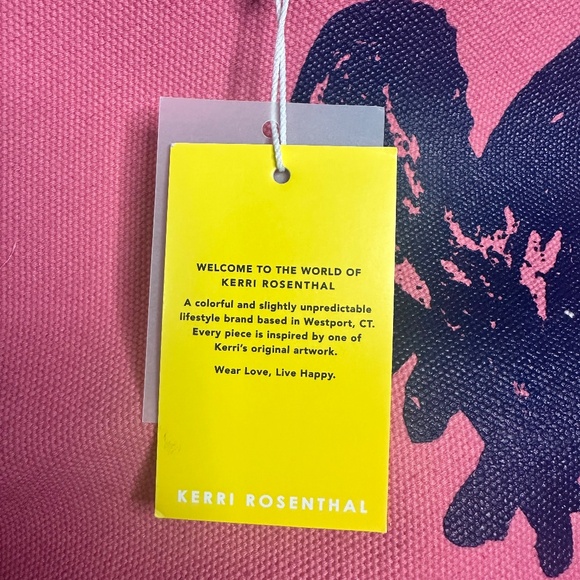 WELCOME TO THE WORLD OF
KERRI ROSENTHAL
A colorful and slightly unpredictable
lifestyle brand based in Westport, CT.
Every piece is inspired by one of
Kerri's original artwork.
Wear Love, Live Happy.
KERRI ROSENTHAL